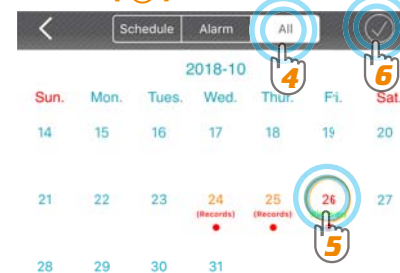 Schedule Alarm All
4 6
2018-10
Sun. Mon. Tues. Wed. Thur. Fri. Sat.
14 15 16 17 18 19 20
21 22 23 24 25 26 27
(Records) (Records)
5
28 29 30 31